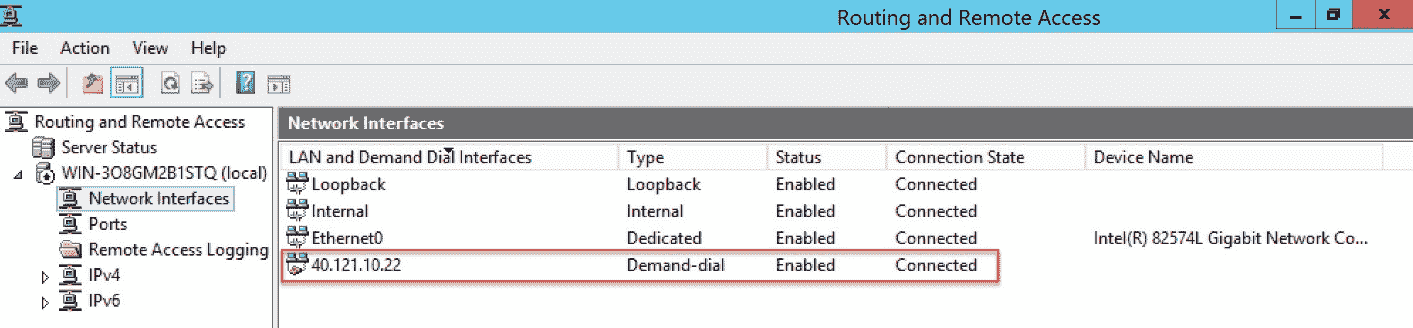 Routing and Remote Access
File Action View Help
Routing and Remote Access
Server Status
WIN-3O8GM2B1STQ (local)
Network Interfaces
Ports
Remote Access Logging
IPv4
IPv6
Network Interfaces
LAN and Demand Dial Interfaces Type Status Connection State Device Name
Loopback Loopback Enabled Connected
Internal Internal Enabled Connected
Ethernet0 Dedicated Enabled Connected Intel(R) 82574L Gigabit Network Co...
40.121.10.22 Demand-dial Enabled Connected